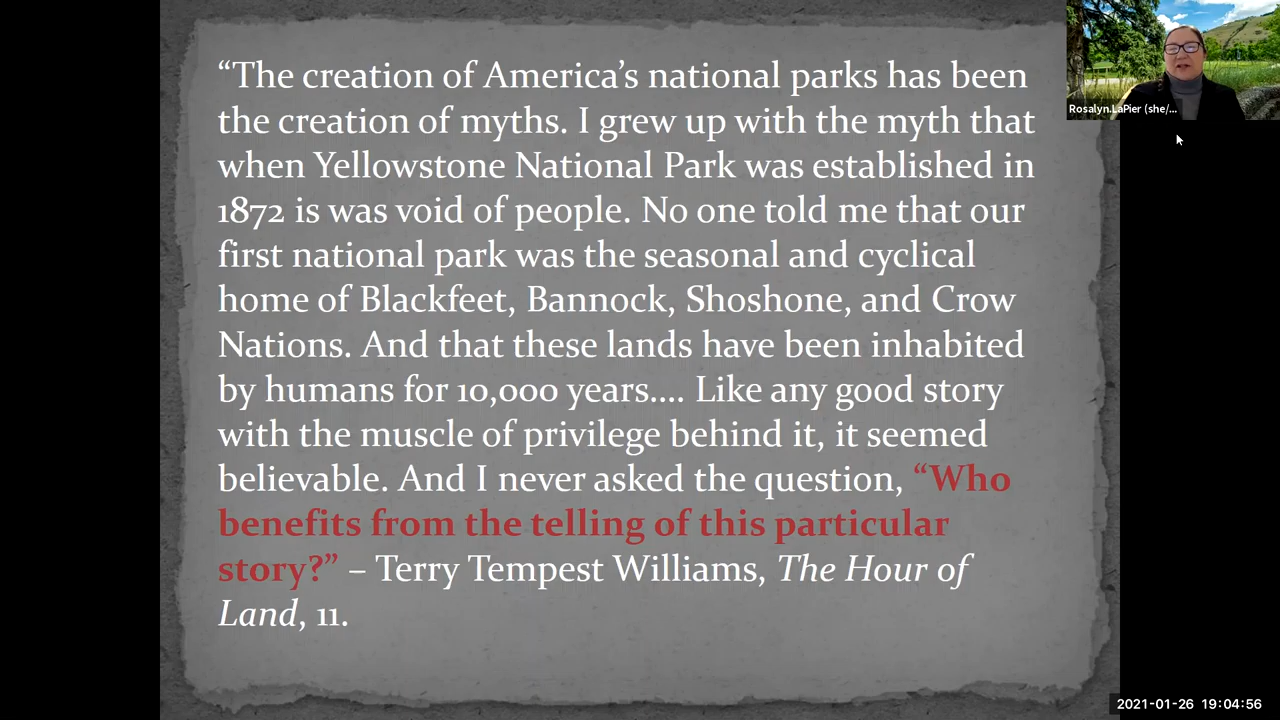 “The creation of America’s national parks has been
the creation of myths. I grew up with the myth that
when Yellowstone National Park was established in
1872 is was void of people. No one told me that our
first national park was the seasonal and cyclical
home of Blackfeet, Bannock, Shoshone, and Crow
Nations. And that these lands have been inhabited
by humans for 10,000 years.... Like any good story
with the muscle of privilege behind it, it seemed
believable. And I never asked the question, “Who
benefits from the telling of this particular
story?” – Terry Tempest Williams, The Hour of
Land, 11.
Rosalyn.LaPier (she/...
2021-01-26 19:04:56